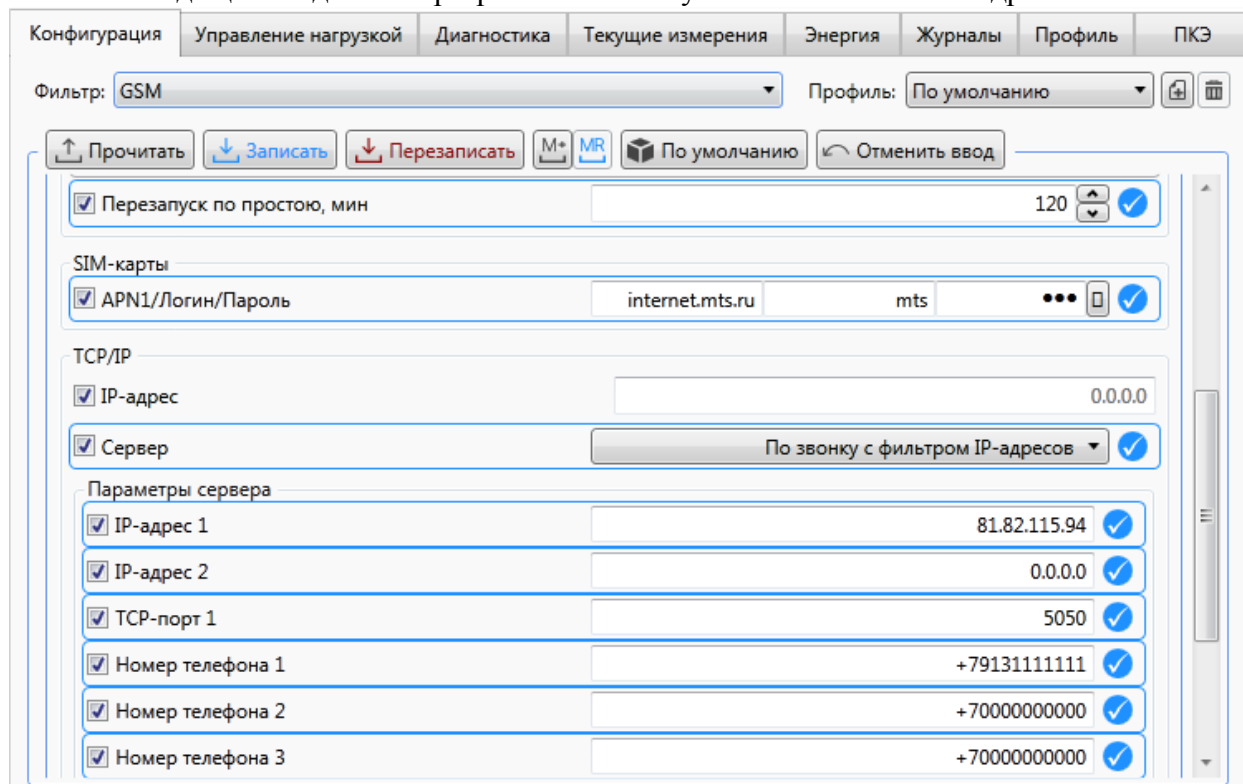 Конфигурация Управление нагрузкой Диагностика Текущие измерения Энергия Журналы Профиль ПКЭ
Фильтр: GSM Профиль: По умолчанию
Прочитать Записать Перезаписать M+ MR По умолчанию Отменить ввод
Перезапуск по простою, мин 120
SIM-карты
APN1/Логин/Пароль internet.mts.ru mts •••
TCP/IP
IP-адрес 0.0.0.0
Сервер По звонку с фильтром IP-адресов
Параметры сервера
IP-адрес 1 81.82.115.94
IP-адрес 2 0.0.0.0
TCP-порт 1 5050
Номер телефона 1 +79131111111
Номер телефона 2 +70000000000
Номер телефона 3 +70000000000